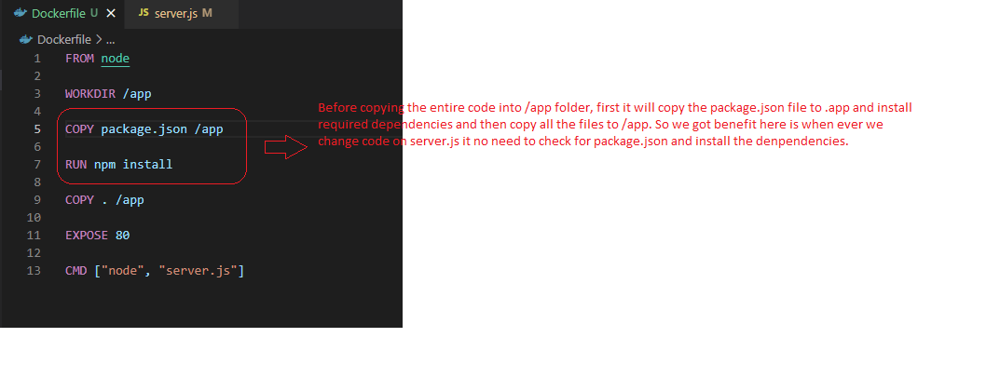 Dockerfile U X JS server.js M
Dockerfile > ...
1 FROM node
2
3 WORKDIR /app
4
5 COPY package.json /app
6
7 RUN npm install
8
9 COPY . /app
10
11 EXPOSE 80
12
13 CMD ["node", "server.js"]
Before copying the entire code into /app folder, first it will copy the package.json file to .app and install
required dependencies and then copy all the files to /app. So we got benefit here is when ever we
change code on server.js it no need to check for package.json and install the denpendencies.